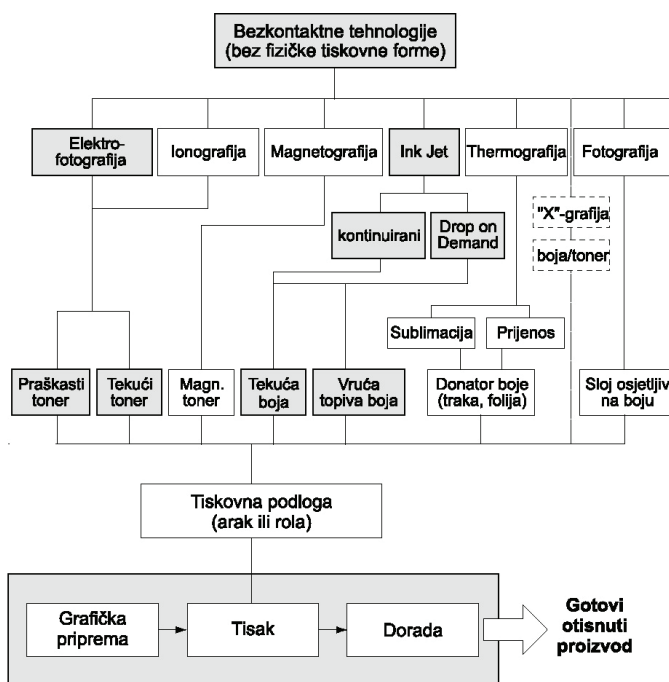 Bezkontaktne tehnologije
(bez fizičke tiskovne forme)
Elektro-
fotografija
Ionografija
Magnetografija
Ink Jet
Thermografija
Fotografija
"X"-grafija
kontinuirani
Drop on
Demand
boja/toner
Sublimacija
Prijenos
Praškasti
toner
Tekući
toner
Magn.
toner
Tekuća
boja
Vruća
topiva boja
Donator boje
(traka, folija)
Sloj osjetljiv
na boju
Tiskovna podloga
(arak ili rola)
Grafička
priprema
Tisak
Dorada
Gotovi
otisnuti
proizvod